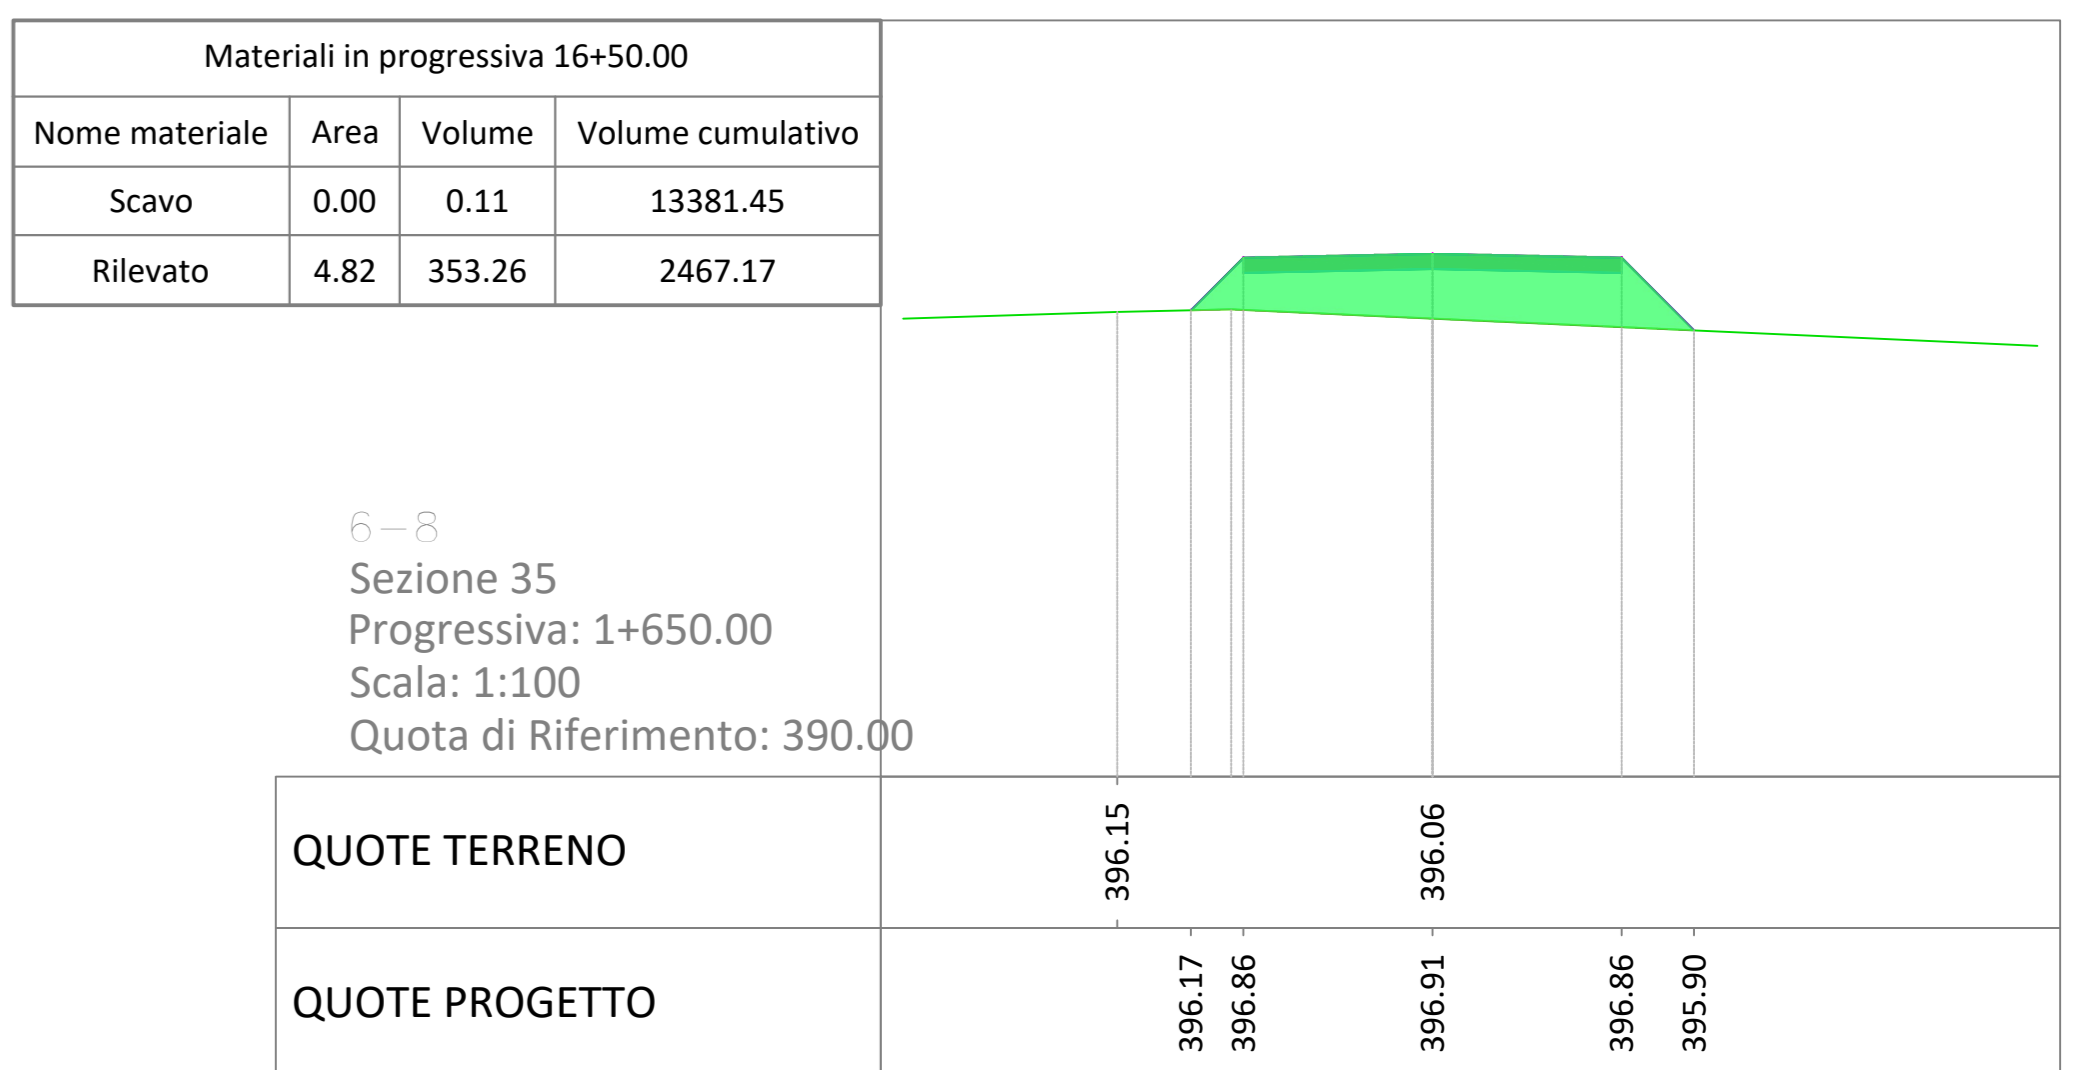 Materiali in progressiva 16+50.00
Nome materiale Area Volume Volume cumulativo
Scavo 0.00 0.11 13381.45
Rilevato 4.82 353.26 2467.17
6-8
Sezione 35
Progressiva: 1+650.00
Scala: 1:100
Quota di Riferimento: 390.00
QUOTE TERRENO 396.15 396.06
QUOTE PROGETTO 396.17 396.86 396.91 396.86 395.90